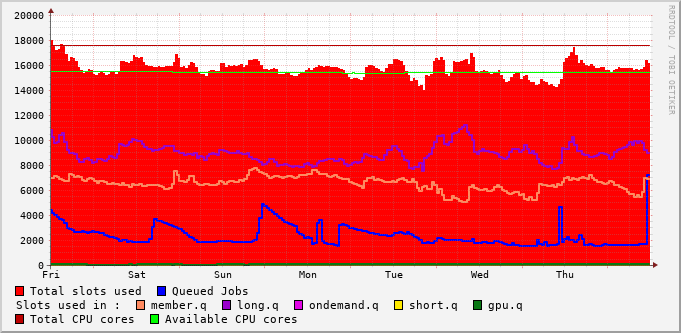 20000
18000
16000
14000
12000
10000
8000
6000
4000
2000
0
Fri Sat Sun Mon Tue Wed Thu
RRDTOOL / TOBI OETIKER
Total slots used Queued Jobs
Slots used in : member.q long.q ondemand.q short.q gpu.q
Total CPU cores Available CPU cores